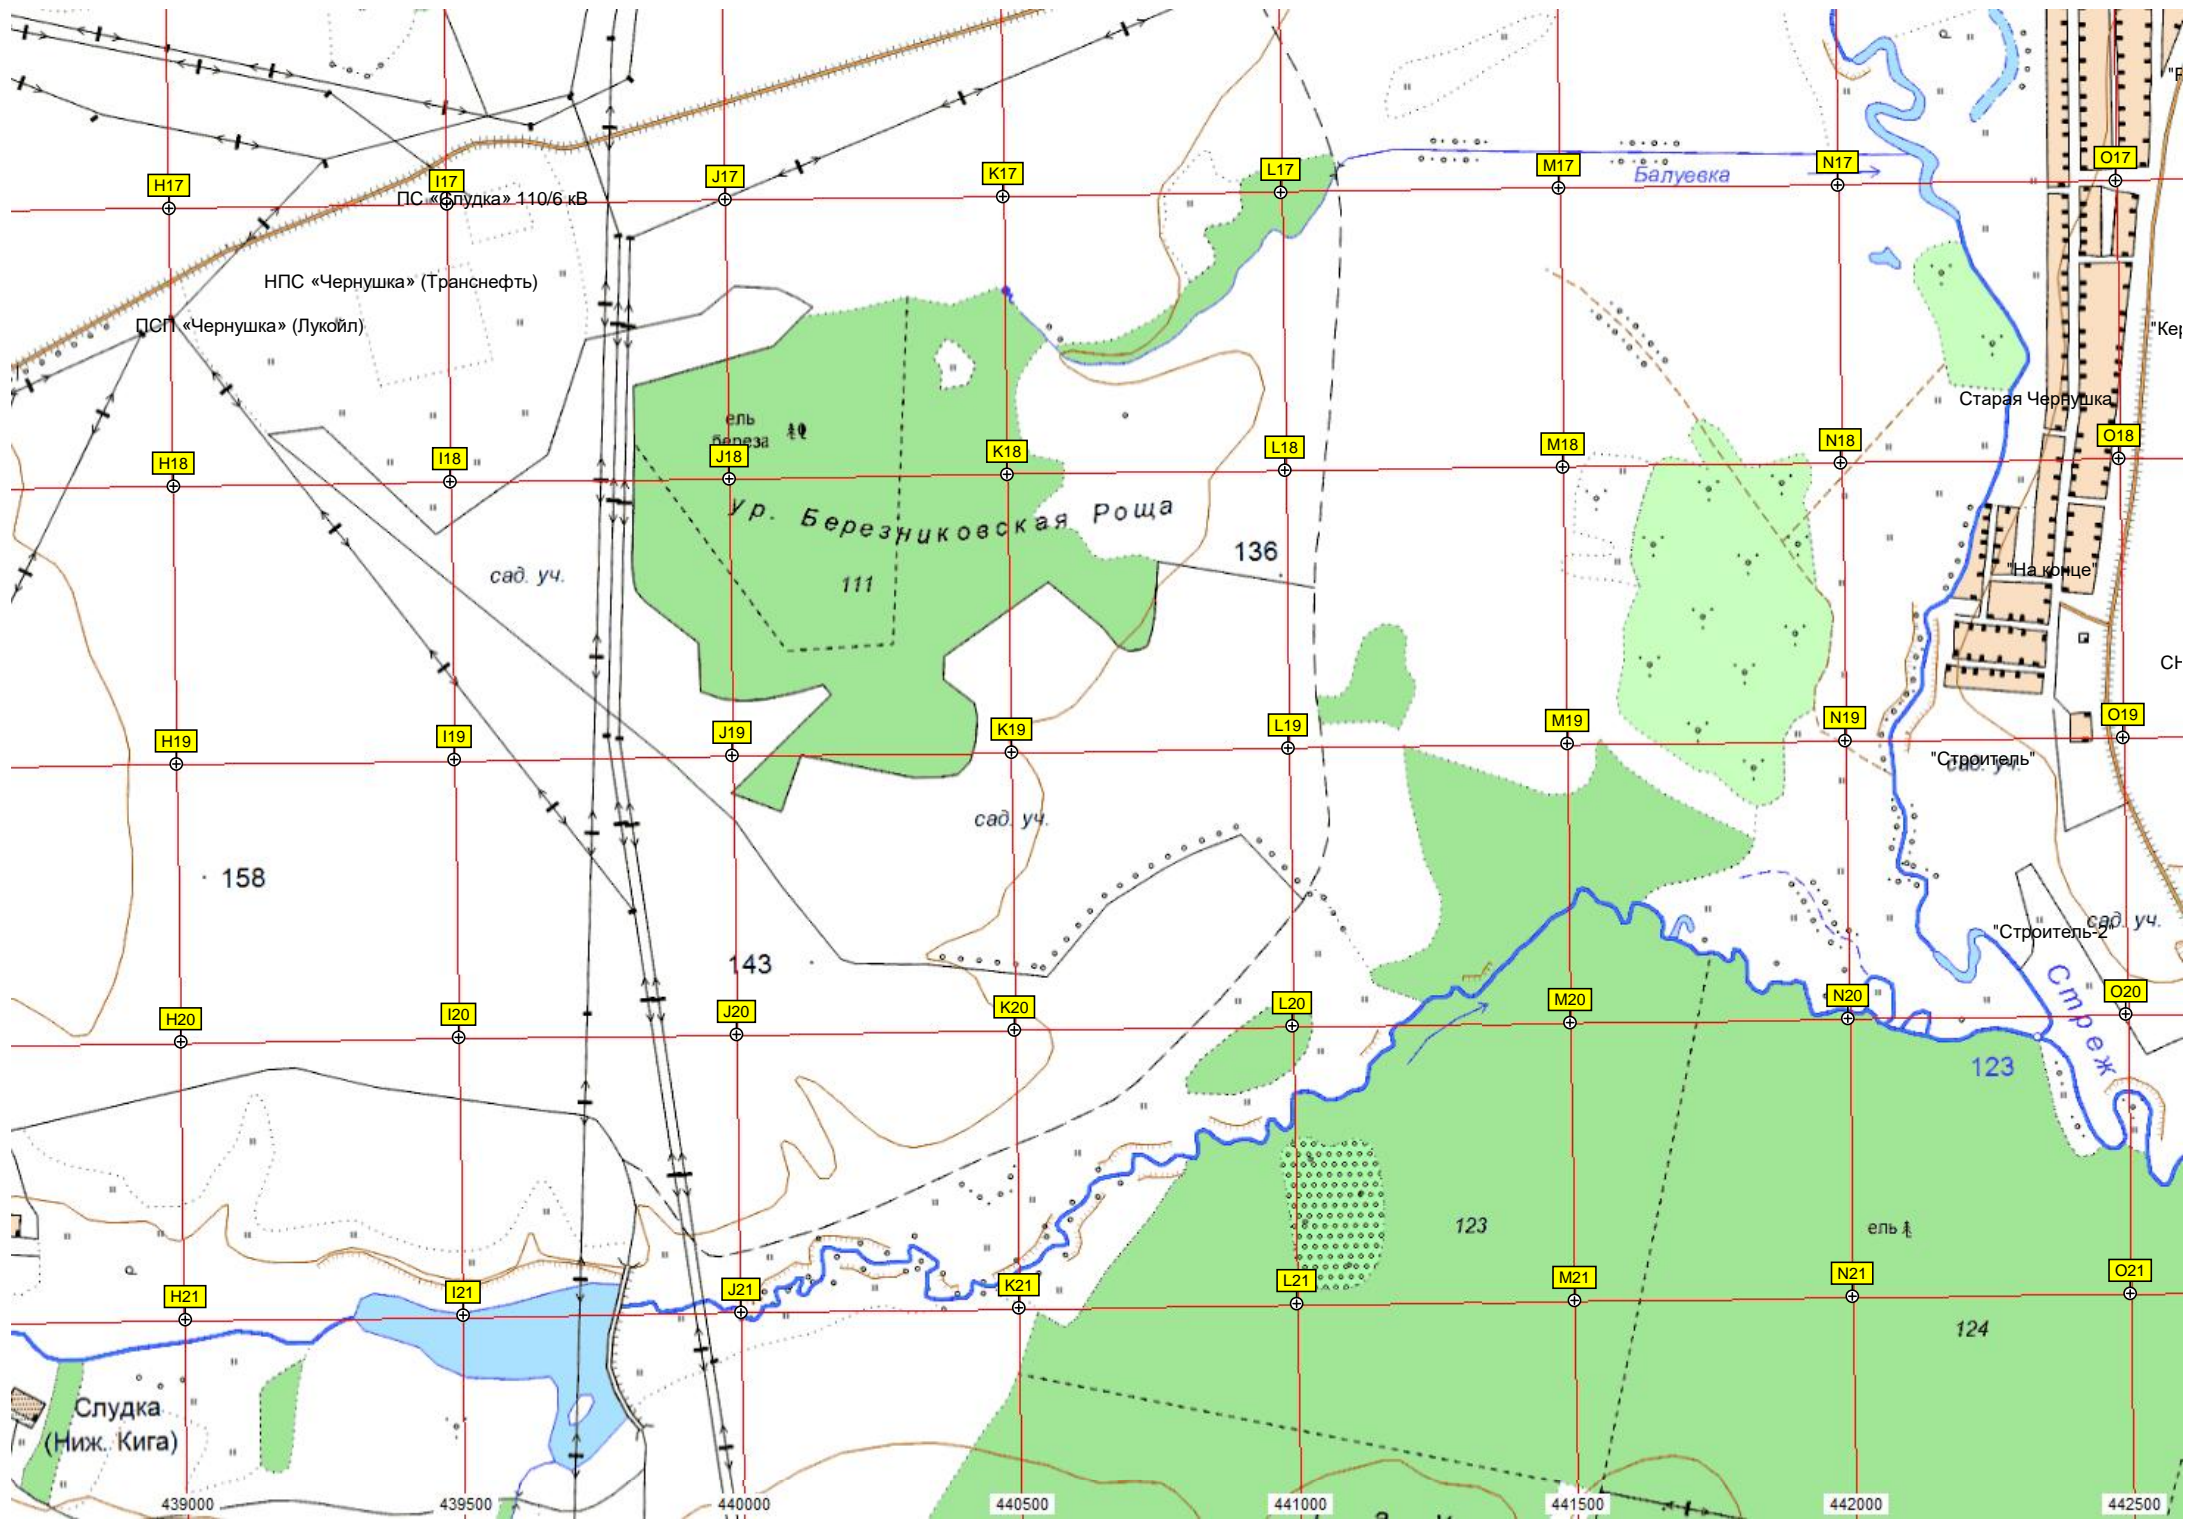 "Р
H17
I17
J17
K17
L17
M17
N17
O17
ПС «Слудка» 110/6 кВ
Балуевка
НПС «Чернушка» (Транснефть)
ПСП «Чернушка» (Лукойл)
"Кер
ель
береза
Старая Чернушка
H18
I18
J18
K18
L18
M18
N18
O18
ур. Березниковская Роща
136
сад. уч.
111
"На конце"
СН
H19
I19
J19
K19
L19
M19
N19
O19
"Строитель"
сад. уч.
сад. уч.
158
сад. уч.
"Строитель-2"
143
Стреж
H20
I20
J20
K20
L20
M20
N20
O20
123
123
ель
H21
I21
J21
K21
L21
M21
N21
O21
124
Слудка
(Ниж. Кига)
439000
439500
440000
440500
441000
441500
442000
442500